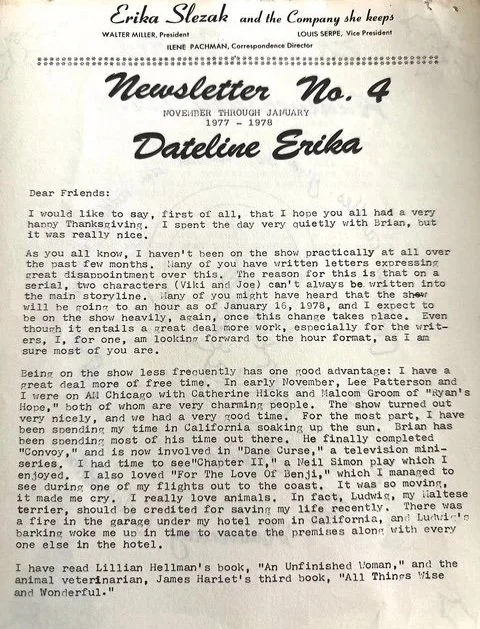 Erika Slezak and the Company she keeps
WALTER MILLER, President LOUIS SERPE, Vice President
ILENE PACHMAN, Correspondence Director
Newsletter No. 4
NOVEMBER THROUGH JANUARY
1977 - 1978
Dateline Erika
Dear Friends:
I would like to say, first of all, that I hope you all had a very
happy Thanksgiving. I spent the day very quietly with Brian, but
it was really nice.
As you all know, I haven't been on the show practically at all over
the past few months. Many of you have written letters expressing
great disappointment over this. The reason for this is that on a
serial, two characters (Viki and Joe) can't always be written into
the main storyline. Many of you might have heard that the show
will be going to an hour as of January 16, 1978, and I expect to
be on the show heavily, again, once this change takes place. Even
though it entails a great deal more work, especially for the writ-
ers, I, for one, am looking forward to the hour format, as I am
sure most of you are.
Being on the show less frequently has one good advantage: I have a
great deal more of free time. In early November, Lee Patterson and
I were on AM Chicago with Catherine Hicks and Malcom Groom of "Ryan's
Hope," both of whom are very charming people. The show turned out
very nicely, and we had a very good time. For the most part, I have
been spending my time in California soaking up the sun. Brian has
been spending most of his time out there. He finally completed
"Convoy," and is now involved in "Dane Curse," a television mini-
series. I had time to see"Chapter II," a Neil Simon play which I
enjoyed. I also loved "For The Love Of Benji," which I managed to
see during one of my flights out to the coast. It was so moving,
it made me cry. I really love animals. In fact, Ludwig, my Maltese
terrier, should be credited for saving my life recently. There was
a fire in the garage under my hotel room in California, and Ludwig's
barking woke me up in time to vacate the premises along with every
one else in the hotel.
I have read Lillian Hellman's book, "An Unfinished Woman," and the
animal veterinarian, James Hariet's third book, "All Things Wise
and Wonderful."